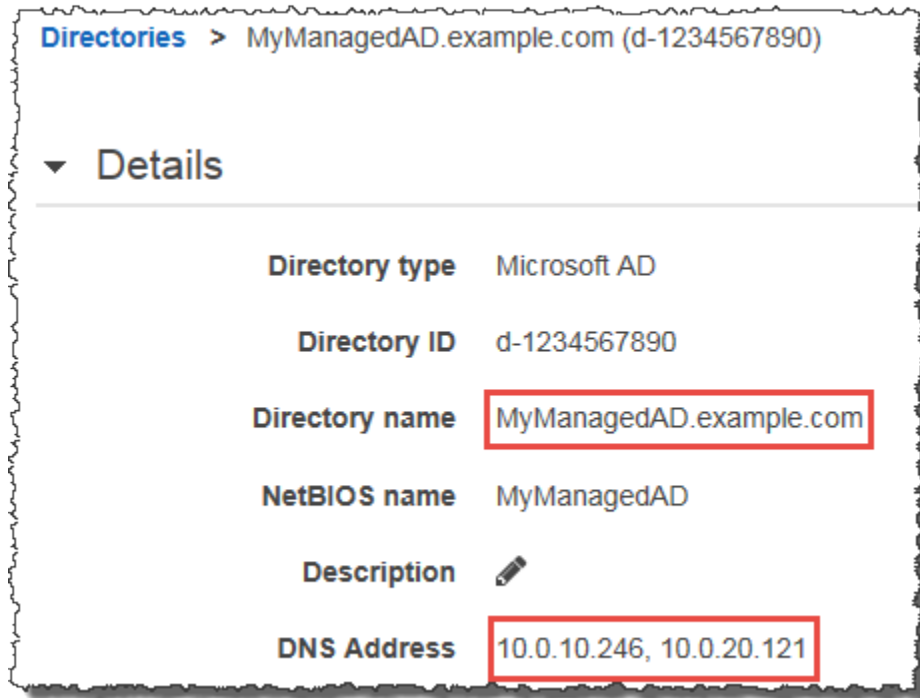 Directories > MyManagedAD.example.com (d-1234567890)
Details
Directory type Microsoft AD
Directory ID d-1234567890
Directory name MyManagedAD.example.com
NetBIOS name MyManagedAD
Description
DNS Address 10.0.10.246, 10.0.20.121